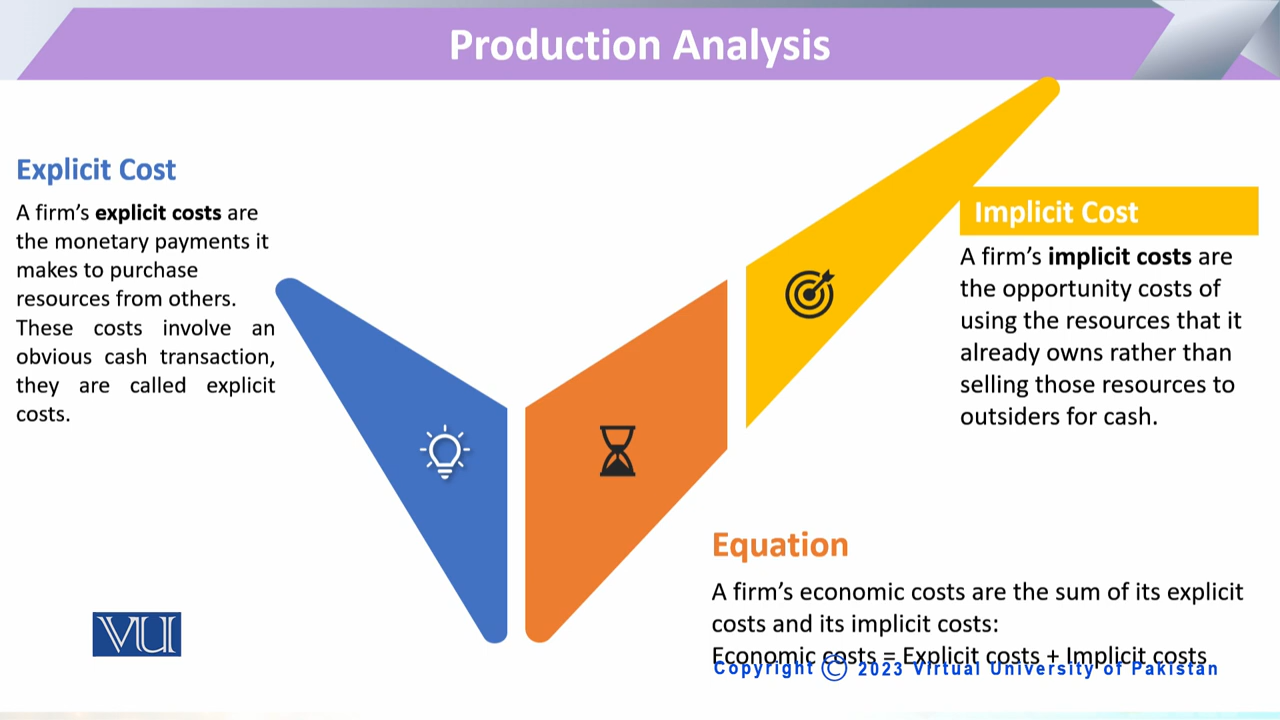 Production Analysis
Explicit Cost
A firm's explicit costs are
the monetary payments it
makes to purchase
resources from others.
These costs involve an
obvious cash transaction,
they are called explicit
costs.
Implicit Cost
A firm's implicit costs are
the opportunity costs of
using the resources that it
already owns rather than
selling those resources to
outsiders for cash.
Equation
A firm's economic costs are the sum of its explicit
costs and its implicit costs:
Economic costs = Explicit costs + Implicit costs
Copyright © 2023 Virtual University of Pakistan
VU